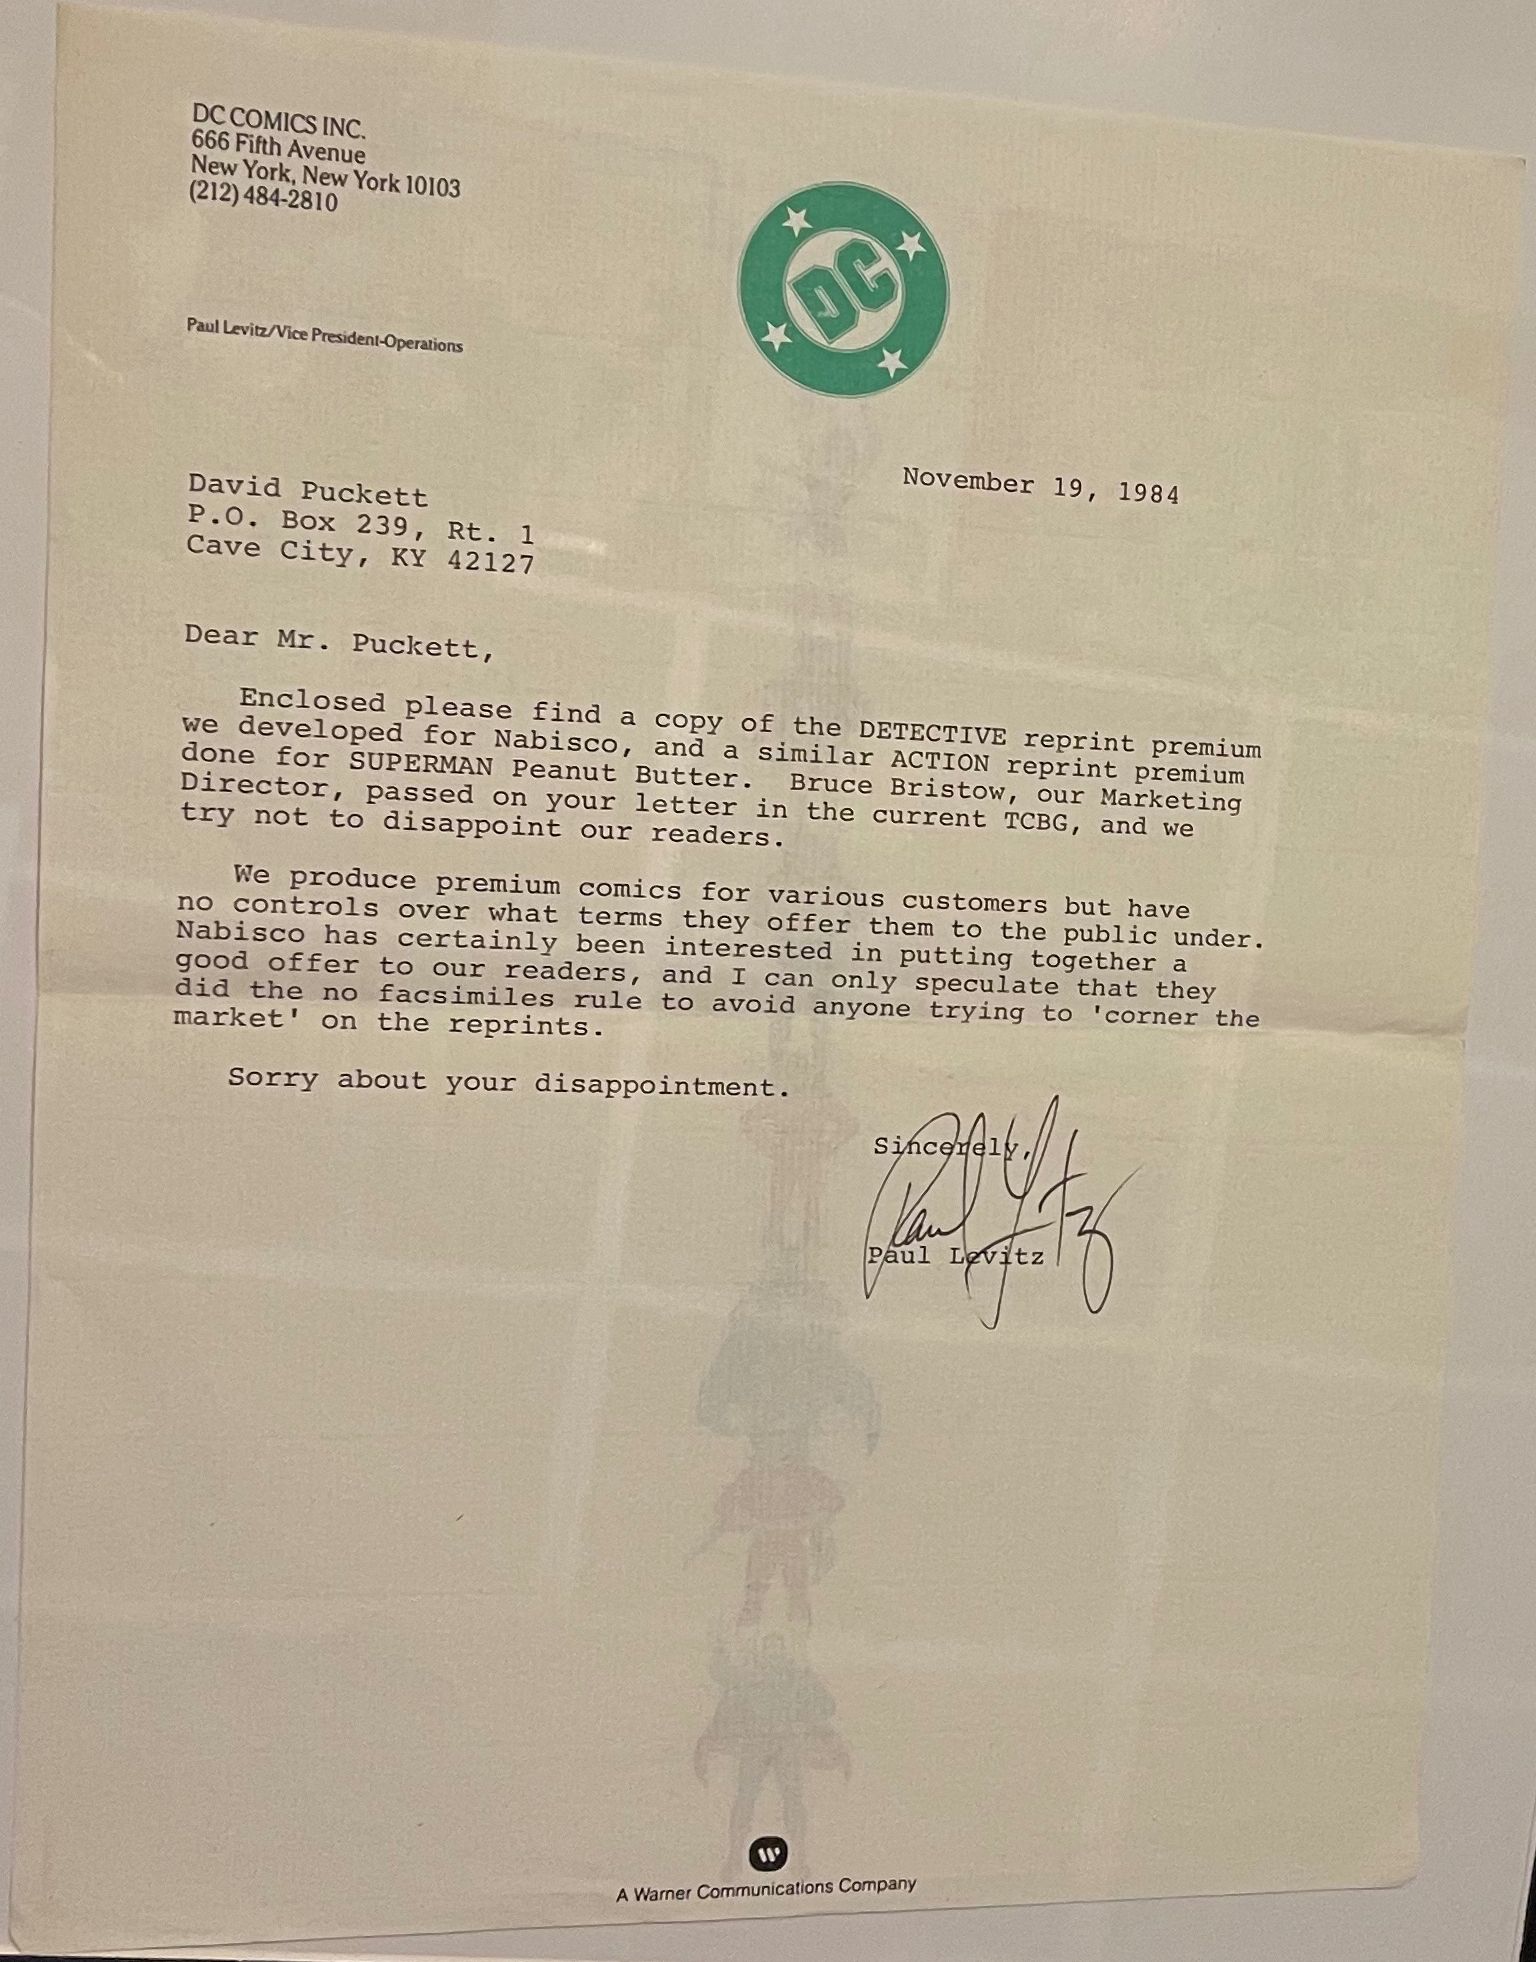 DC COMICS INC.
666 Fifth Avenue
New York, New York 10103
(212) 484-2810
DC
Paul Levitz/Vice President-Operations
November 19, 1984
David Puckett
P.O. Box 239, Rt. 1
Cave City, KY 42127
Dear Mr. Puckett,
Enclosed please find a copy of the DETECTIVE reprint premium
we developed for Nabisco, and a similar ACTION reprint premium
done for SUPERMAN Peanut Butter. Bruce Bristow, our Marketing
Director, passed on your letter in the current TCBG, and we
try not to disappoint our readers.
We produce premium comics for various customers but have
no controls over what terms they offer them to the public under.
Nabisco has certainly been interested in putting together a
good offer to our readers, and I can only speculate that they
did the no facsimiles rule to avoid anyone trying to 'corner the
market' on the reprints.
Sorry about your disappointment.
Sincerely,
Paul Levitz
Paul Levitz
W
A Warner Communications Company